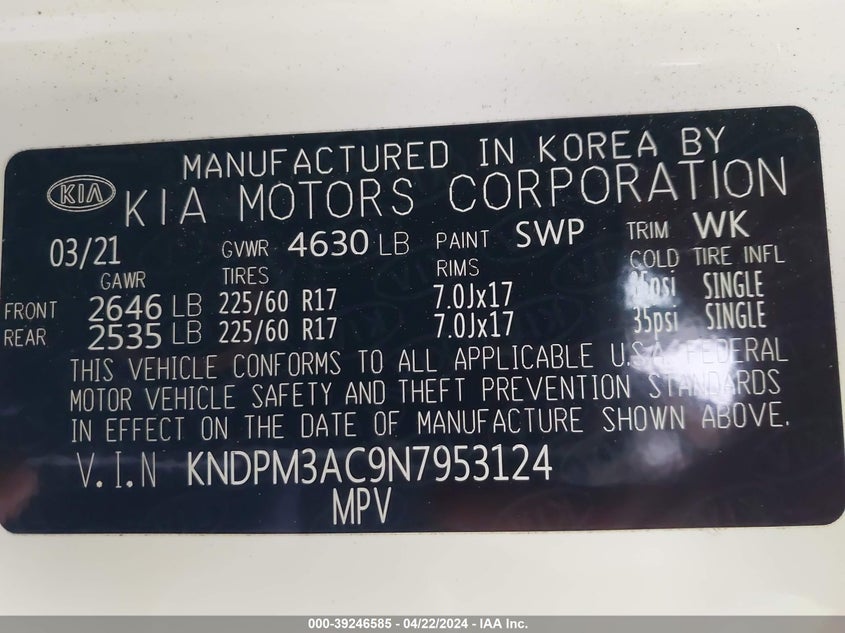 MANUFACTURED IN KOREA BY
KIA KIA MOTORS CORPORATION
03/21 GVWR 4630 LB PAINT SWP TRIM WK
GAWR TIRES RIMS COLD TIRE INFL
FRONT 2646 LB 225/60 R17 7.0Jx17 SINGLE
REAR 2535 LB 225/60 R17 7.0Jx17 35psi SINGLE
THIS VEHICLE CONFORMS TO ALL APPLICABLE U.S.A. FEDERAL
MOTOR VEHICLE SAFETY AND THEFT PREVENTION STANDARDS
IN EFFECT ON THE DATE OF MANUFACTURE SHOWN ABOVE.
V.I.N KNDPM3AC9N7953124
MPV
000-39246585 - 04/22/2024 - IAA Inc.